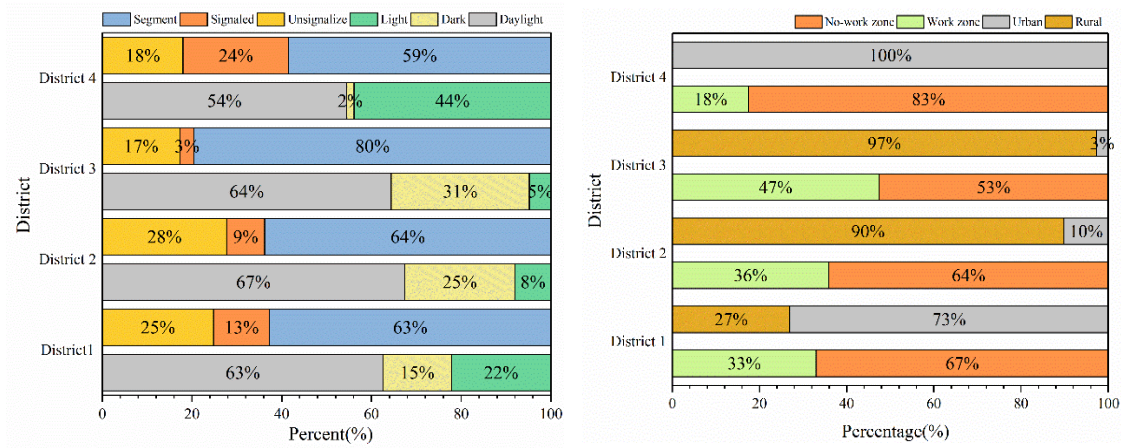 Segment Signaled Unsignalize Light Dark Daylight
District 4
18% 24% 59%
54% 2% 44%
District 3
17% 3% 80%
64% 31% 5%
District 2
28% 9% 64%
67% 25% 8%
District1
25% 13% 63%
63% 15% 22%
0 20 40 60 80 100
Percent(%)
District
No-work zone Work zone Urban Rural
District 4
100%
18% 83%
District 3
97% 3%
47% 53%
District 2
90% 10%
36% 64%
District 1
27% 73%
33% 67%
0 20 40 60 80 100
Percentage(%)
District